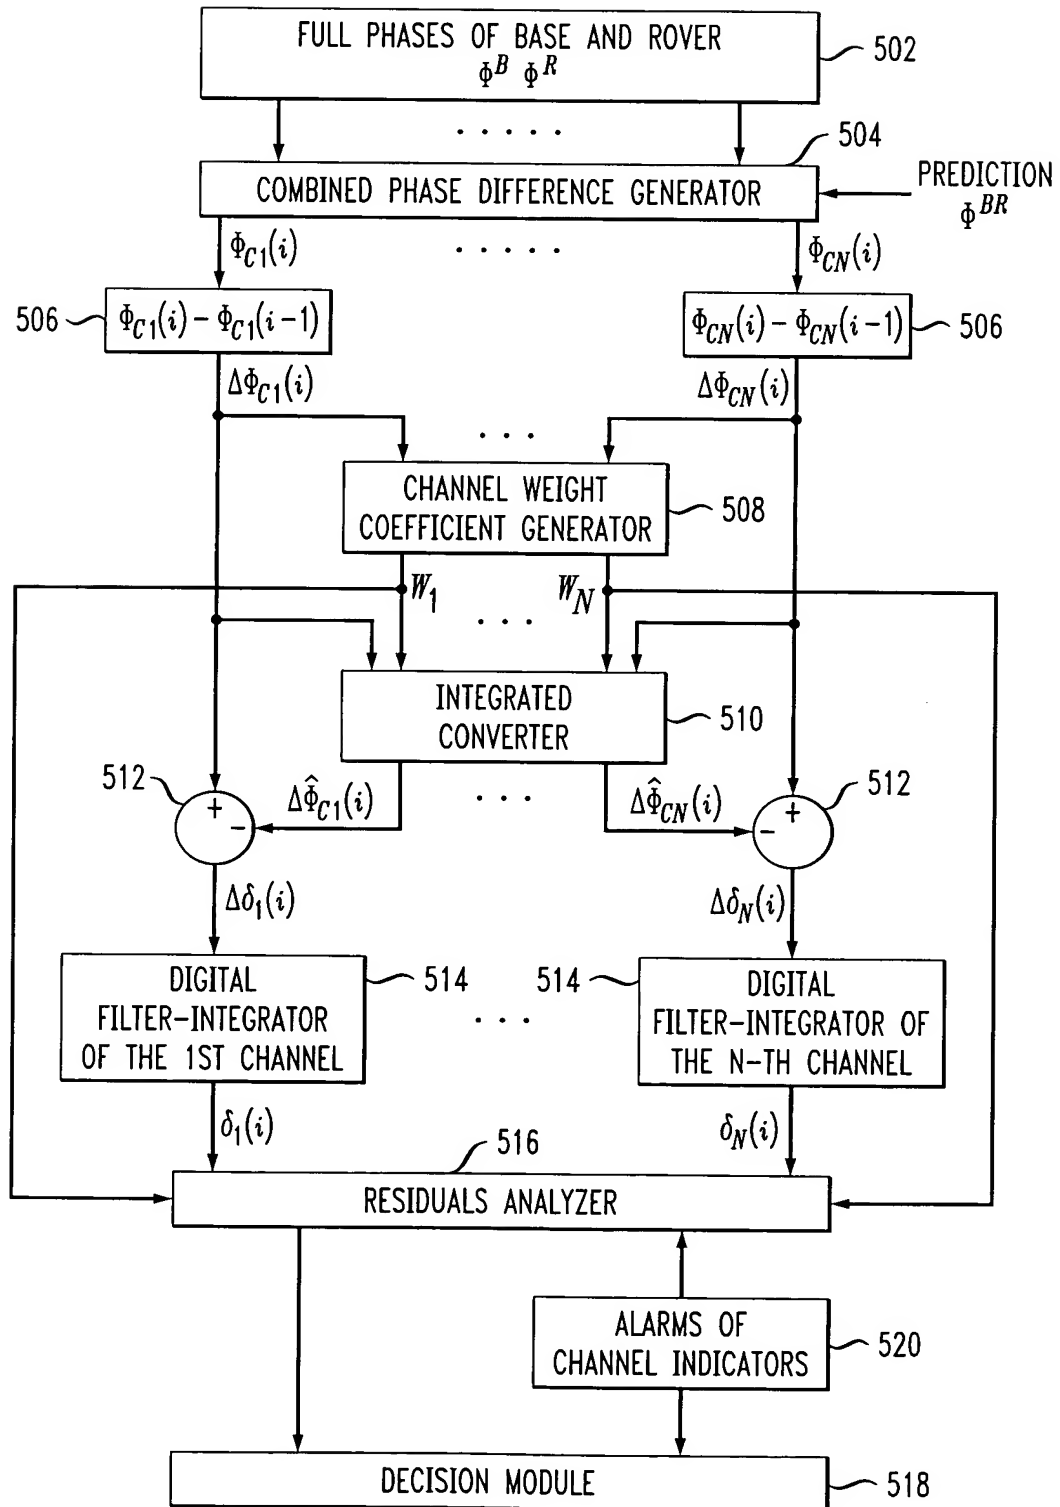 FULL PHASES OF BASE AND ROVER
Φ^B Φ^R
502
504
COMBINED PHASE DIFFERENCE GENERATOR
PREDICTION
Φ^BR
Φ_C1(i)
Φ_CN(i)
506
Φ_C1(i) – Φ_C1(i–1)
Φ_CN(i) – Φ_CN(i–1)
506
ΔΦ_C1(i)
ΔΦ_CN(i)
CHANNEL WEIGHT
COEFFICIENT GENERATOR
508
W_1
W_N
INTEGRATED
CONVERTER
510
512
+
–
ΔΦ̂_C1(i)
ΔΦ̂_CN(i)
+
–
512
Δδ_1(i)
Δδ_N(i)
DIGITAL
FILTER-INTEGRATOR
OF THE 1ST CHANNEL
514
514
DIGITAL
FILTER-INTEGRATOR OF
THE N-TH CHANNEL
δ_1(i)
δ_N(i)
516
RESIDUALS ANALYZER
ALARMS OF
CHANNEL INDICATORS
520
DECISION MODULE
518